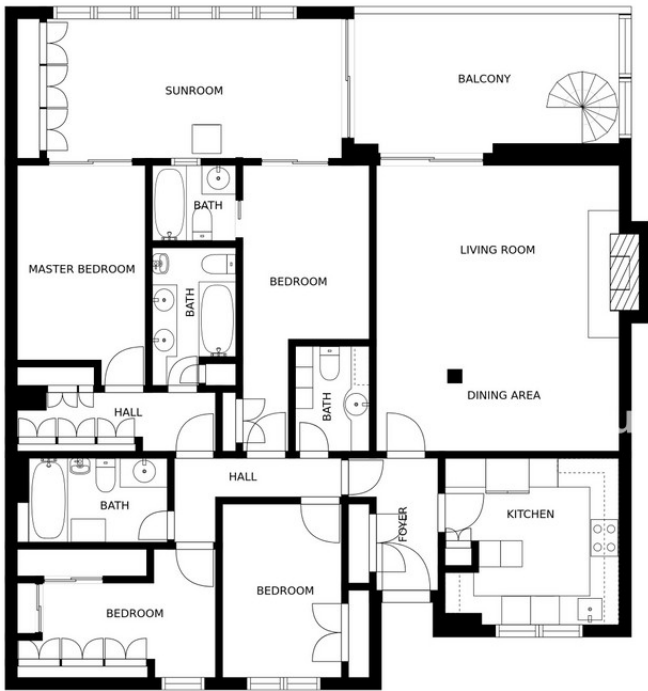 SUNROOM
BALCONY
BATH
MASTER BEDROOM
BEDROOM
LIVING ROOM
BATH
DINING AREA
BATH
HALL
HALL
BATH
FOYER
KITCHEN
BEDROOM
BEDROOM